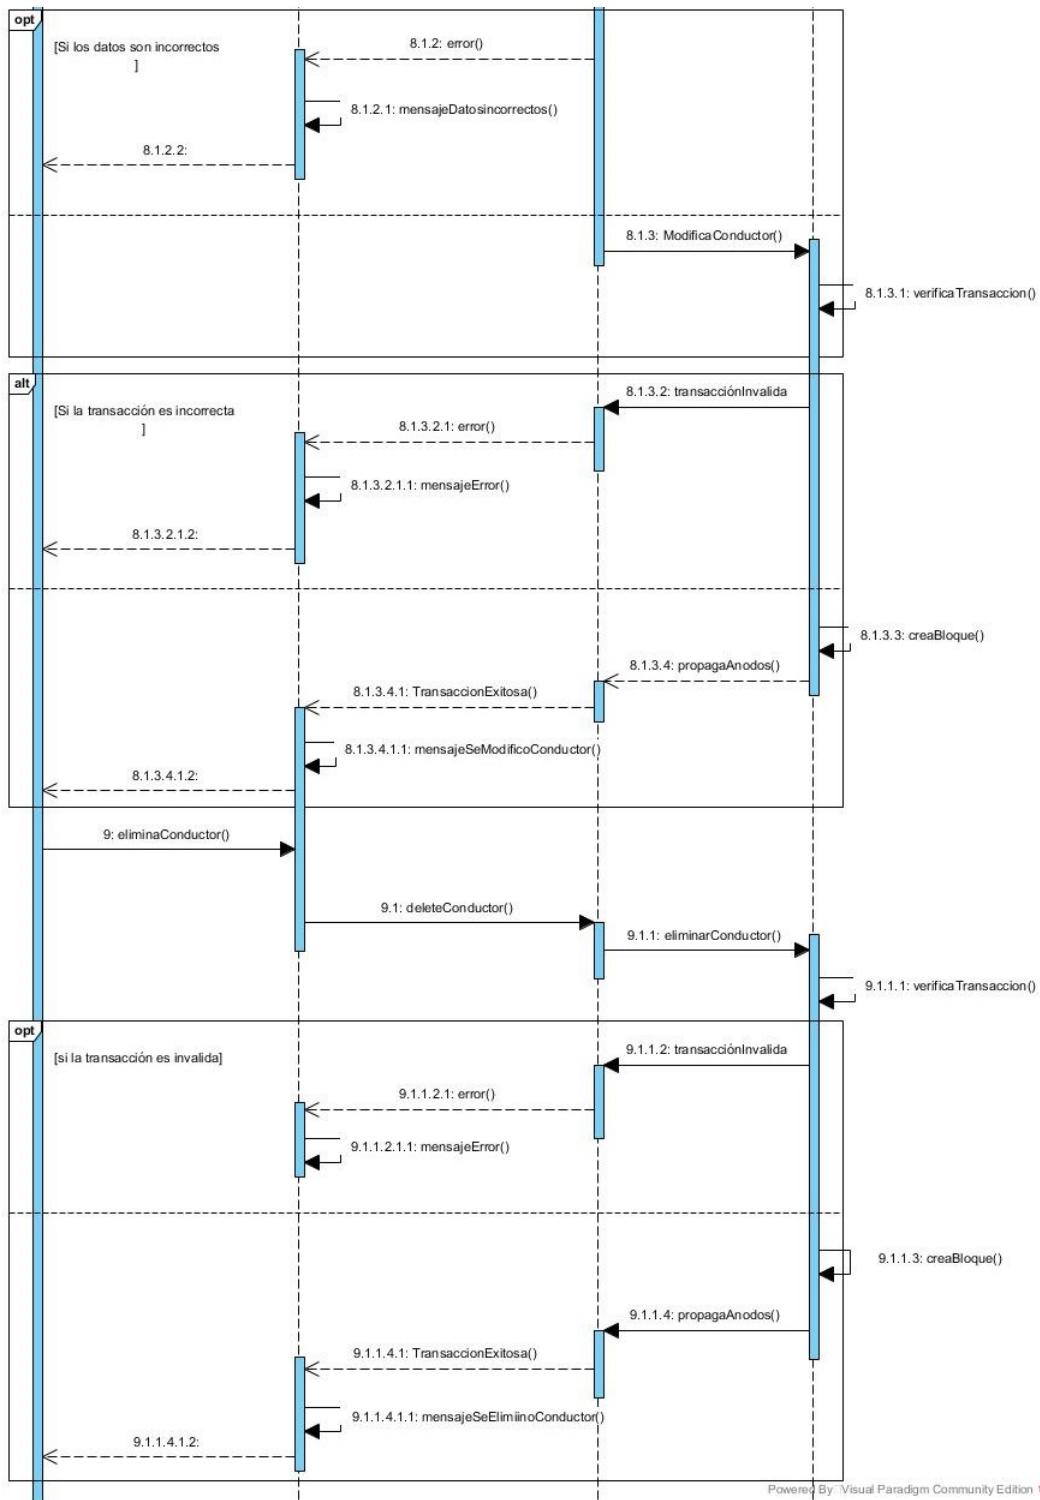 opt
[Si los datos son incorrectos
]
8.1.2: error()
8.1.2.1: mensajeDatosincorrectos()
8.1.2.2:
8.1.3: ModificaConductor()
8.1.3.1: verificaTransaccion()
alt
[Si la transacción es incorrecta
]
8.1.3.2: transacciónInvalida
8.1.3.2.1: error()
8.1.3.2.1.1: mensajeError()
8.1.3.2.1.2:
8.1.3.3: creaBloque()
8.1.3.4: propagaAnodos()
8.1.3.4.1: TransaccionExitosa()
8.1.3.4.1.1: mensajeSeModificoConductor()
8.1.3.4.1.2:
9: eliminaConductor()
9.1: deleteConductor()
9.1.1: eliminarConductor()
9.1.1.1: verificaTransaccion()
opt
[si la transacción es invalida]
9.1.1.2: transacciónInvalida
9.1.1.2.1: error()
9.1.1.2.1.1: mensajeError()
9.1.1.3: creaBloque()
9.1.1.4: propagaAnodos()
9.1.1.4.1: TransaccionExitosa()
9.1.1.4.1.1: mensajeSeElimiinoConductor()
9.1.1.4.1.2:
Powered By Visual Paradigm Community Edition